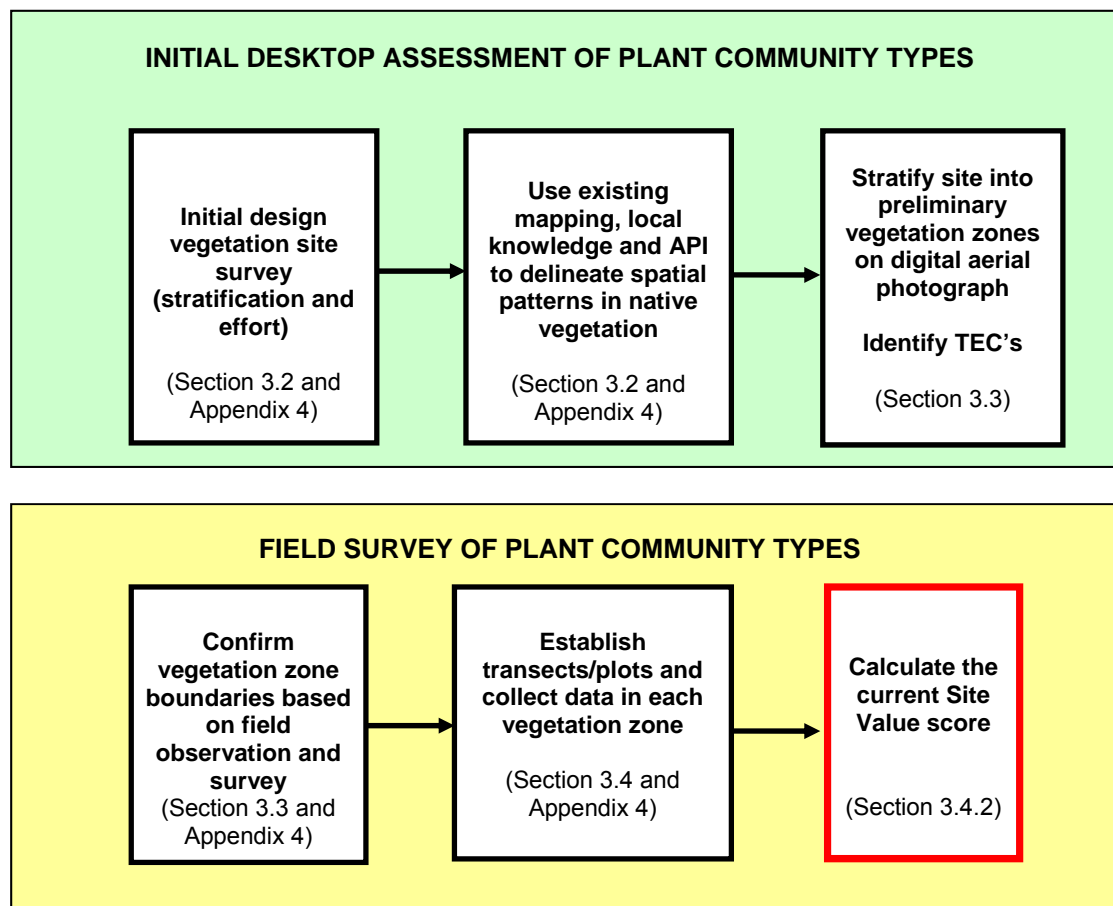 INITIAL DESKTOP ASSESSMENT OF PLANT COMMUNITY TYPES
Initial design
vegetation site
survey
(stratification and
effort)
(Section 3.2 and
Appendix 4)
Use existing
mapping, local
knowledge and API
to delineate spatial
patterns in native
vegetation
(Section 3.2 and
Appendix 4)
Stratify site into
preliminary
vegetation zones
on digital aerial
photograph
Identify TEC’s
(Section 3.3)
FIELD SURVEY OF PLANT COMMUNITY TYPES
Confirm
vegetation zone
boundaries based
on field
observation and
survey
(Section 3.3 and
Appendix 4)
Establish
transects/plots and
collect data in each
vegetation zone
(Section 3.4 and
Appendix 4)
Calculate the
current Site
Value score
(Section 3.4.2)